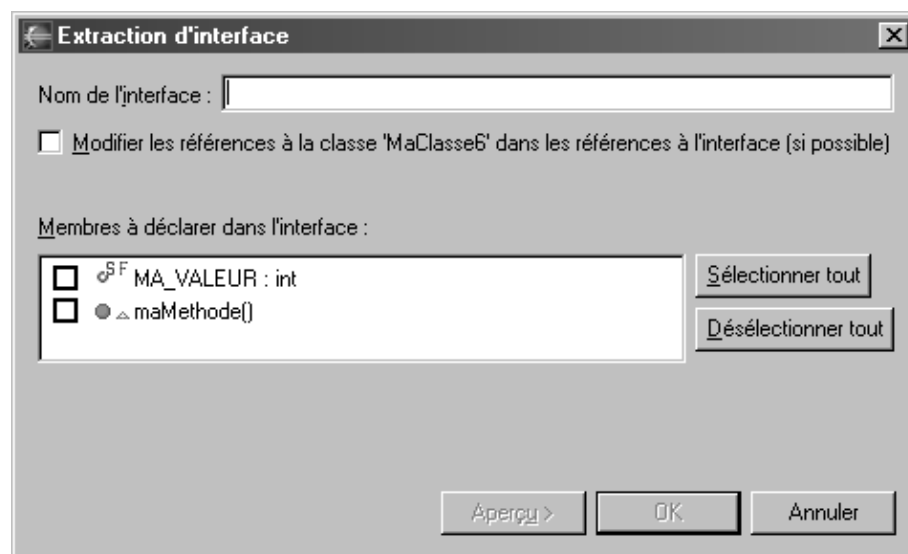 Extraction d'interface
Nom de l'interface :
Modifier les références à la classe 'MaClasse6' dans les références à l'interface (si possible)
Membres à déclarer dans l'interface :
S F MA_VALEUR : int
maMethode()
Sélectionner tout
Désélectionner tout
Aperçu > OK Annuler